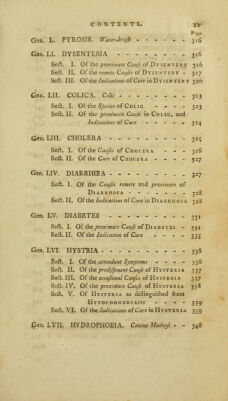 CONTENTS. xv
Page
Gen. L. PYROSIS. Water-brash - - - - 316
Gen. LI. DYSENTERIA - - - - - 316
Sect. I. Of the proximate Cause of DYSENTERY 316
Sect. II. Of the remote Causes of DYSENTERY - 317
Sect. III. Of the Indications of Cure in DYSENTERY 320
Gen. LII. COLICA. Colic - - - - - 323
Sect. I. Of the Species of COLIC - - - - 323
Sect. II. Of the proximate Cause in COLIC, and
Indications of Cure - - - - 324
Gen. LIII. CHOLERA - - - - - 325
Sect. I. Of the Causes of CHOLERA - - - 326
Sect. II. Of the Cure of CHOLERA - - - - 327
Gen. LIV. DIARRHŒA - - - - - 327
Sect. I. Of the Causes remote and proximate of
DIARRHOEA - - - - - 328
Sect. II. Of the Indications of Cure in DIARRHOEA 328
Gen. LV. DIABETES - - - - - 331
Sect. I. Of the proximate Cause of DIABETES - 331
Sect. II. Of the Indication of Cure - - - 335
Gen. LVI. HYSTRIA - - - - - 336
Sect. I. Of the attendant Symptoms - - - - 336
Sect. II. Of the predisponent Cause of HYSTERIA 337
Sect. III. Of the occasional Causes of HYSTERIA 337
Sect. IV. Of the proximate Cause of HYSTERIA 338
Sect. V. Of HYSTERIA as distinguished from
HYPOCHONDRIASIS - - - - 339
Sect. VI. Of the Indications of Cure in HYSTERIA 339
Gen. LVII. HYDROPHOBIA. Canine Madness - - 348